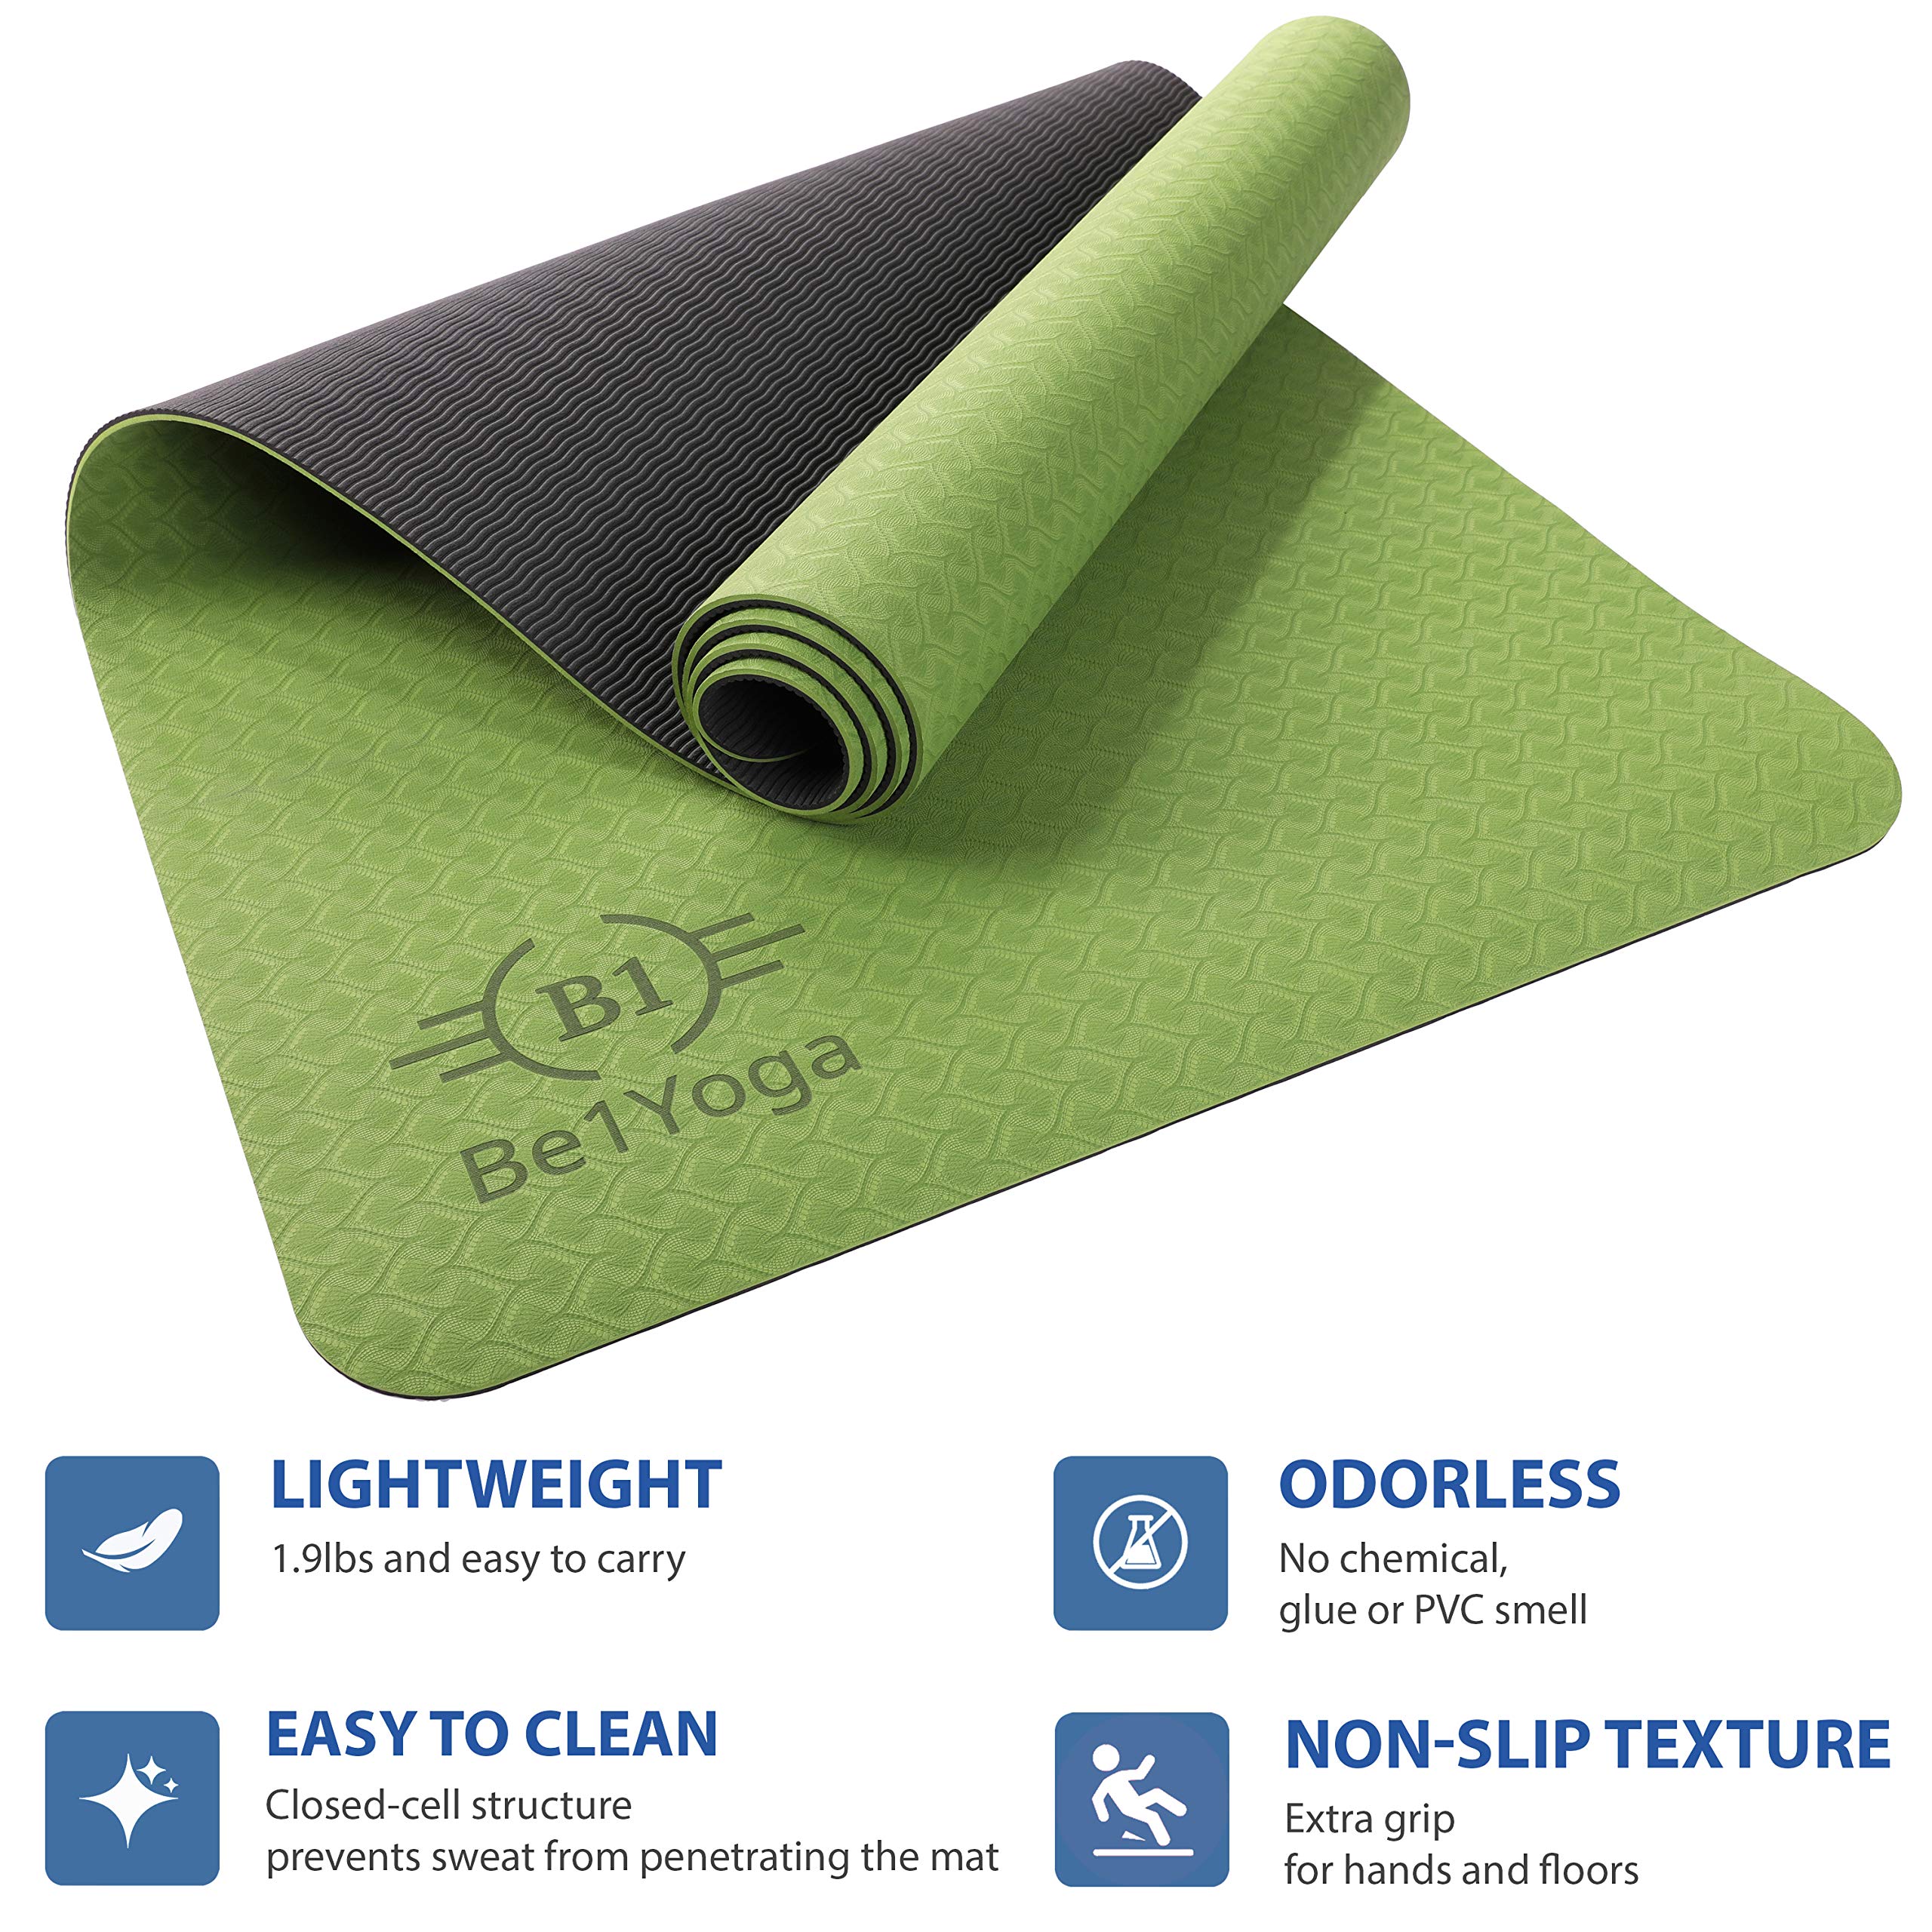 B1
Be1Yoga
LIGHTWEIGHT
1.9lbs and easy to carry
ODORLESS
No chemical,
glue or PVC smell
EASY TO CLEAN
Closed-cell structure
prevents sweat from penetrating the mat
NON-SLIP TEXTURE
Extra grip
for hands and floors